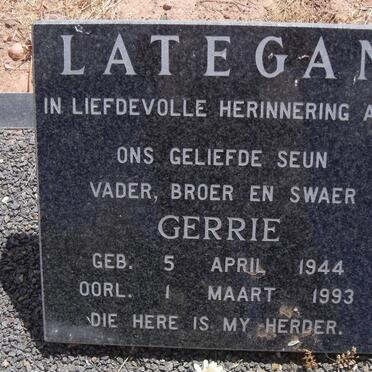 LATEGAN
IN LIEFDEVOLLE HERINNERING A
ONS GELIEFDE SEUN
VADER, BROER EN SWAER
GERRIE
GEB. 5 APRIL 1944
OORL. 1 MAART 1993
DIE HERE IS MY HERDER.